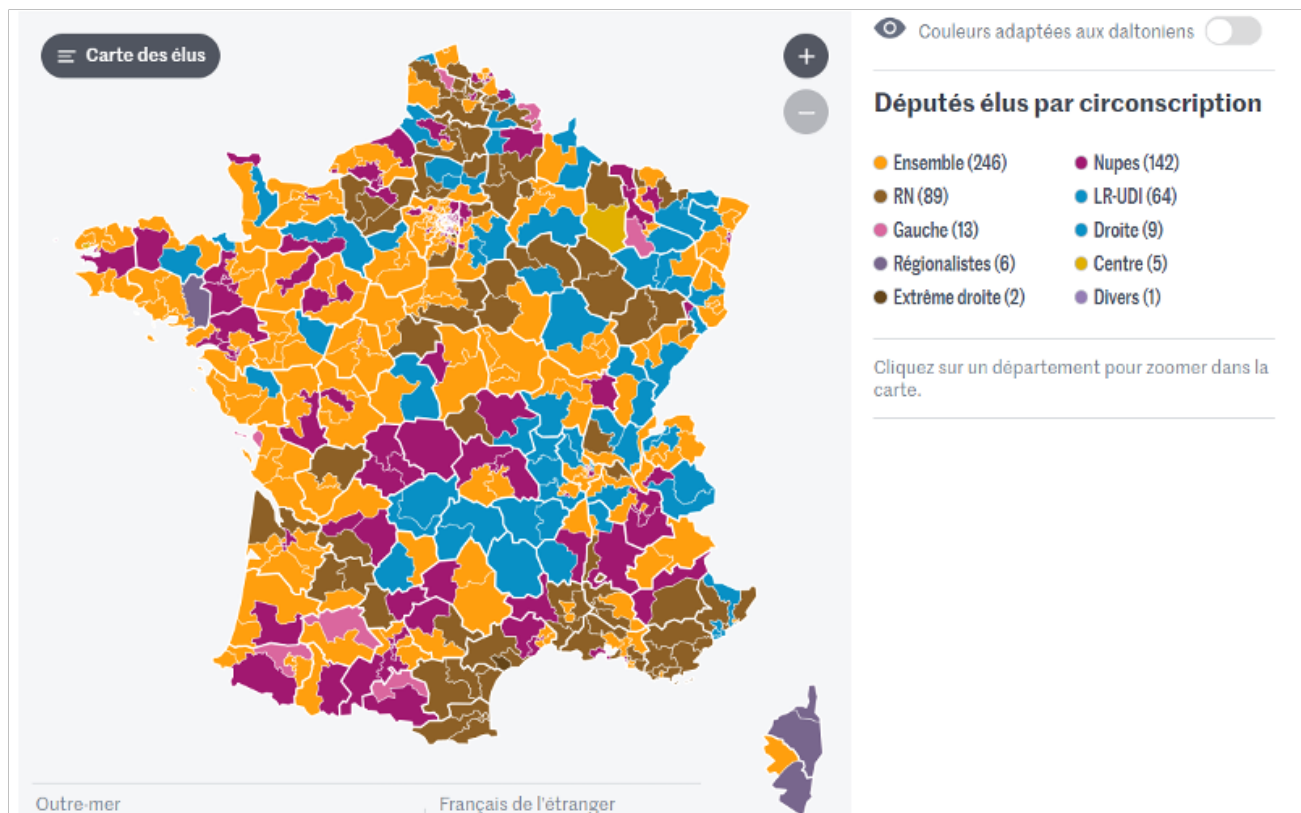 Carte des élus
+
−
Couleurs adaptées aux daltoniens
Députés élus par circonscription
Ensemble (246)
Nupes (142)
RN (89)
LR-UDI (64)
Gauche (13)
Droite (9)
Régionalistes (6)
Centre (5)
Extrême droite (2)
Divers (1)
Cliquez sur un département pour zoomer dans la
carte.
Outre-mer
Français de l'étranger